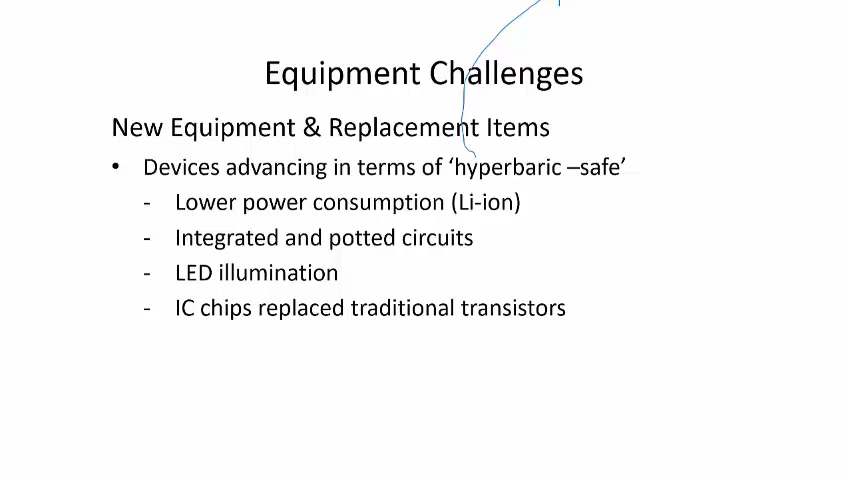 Equipment Challenges
New Equipment & Replacement Items
• Devices advancing in terms of ‘hyperbaric –safe’
- Lower power consumption (Li-ion)
- Integrated and potted circuits
- LED illumination
- IC chips replaced traditional transistors